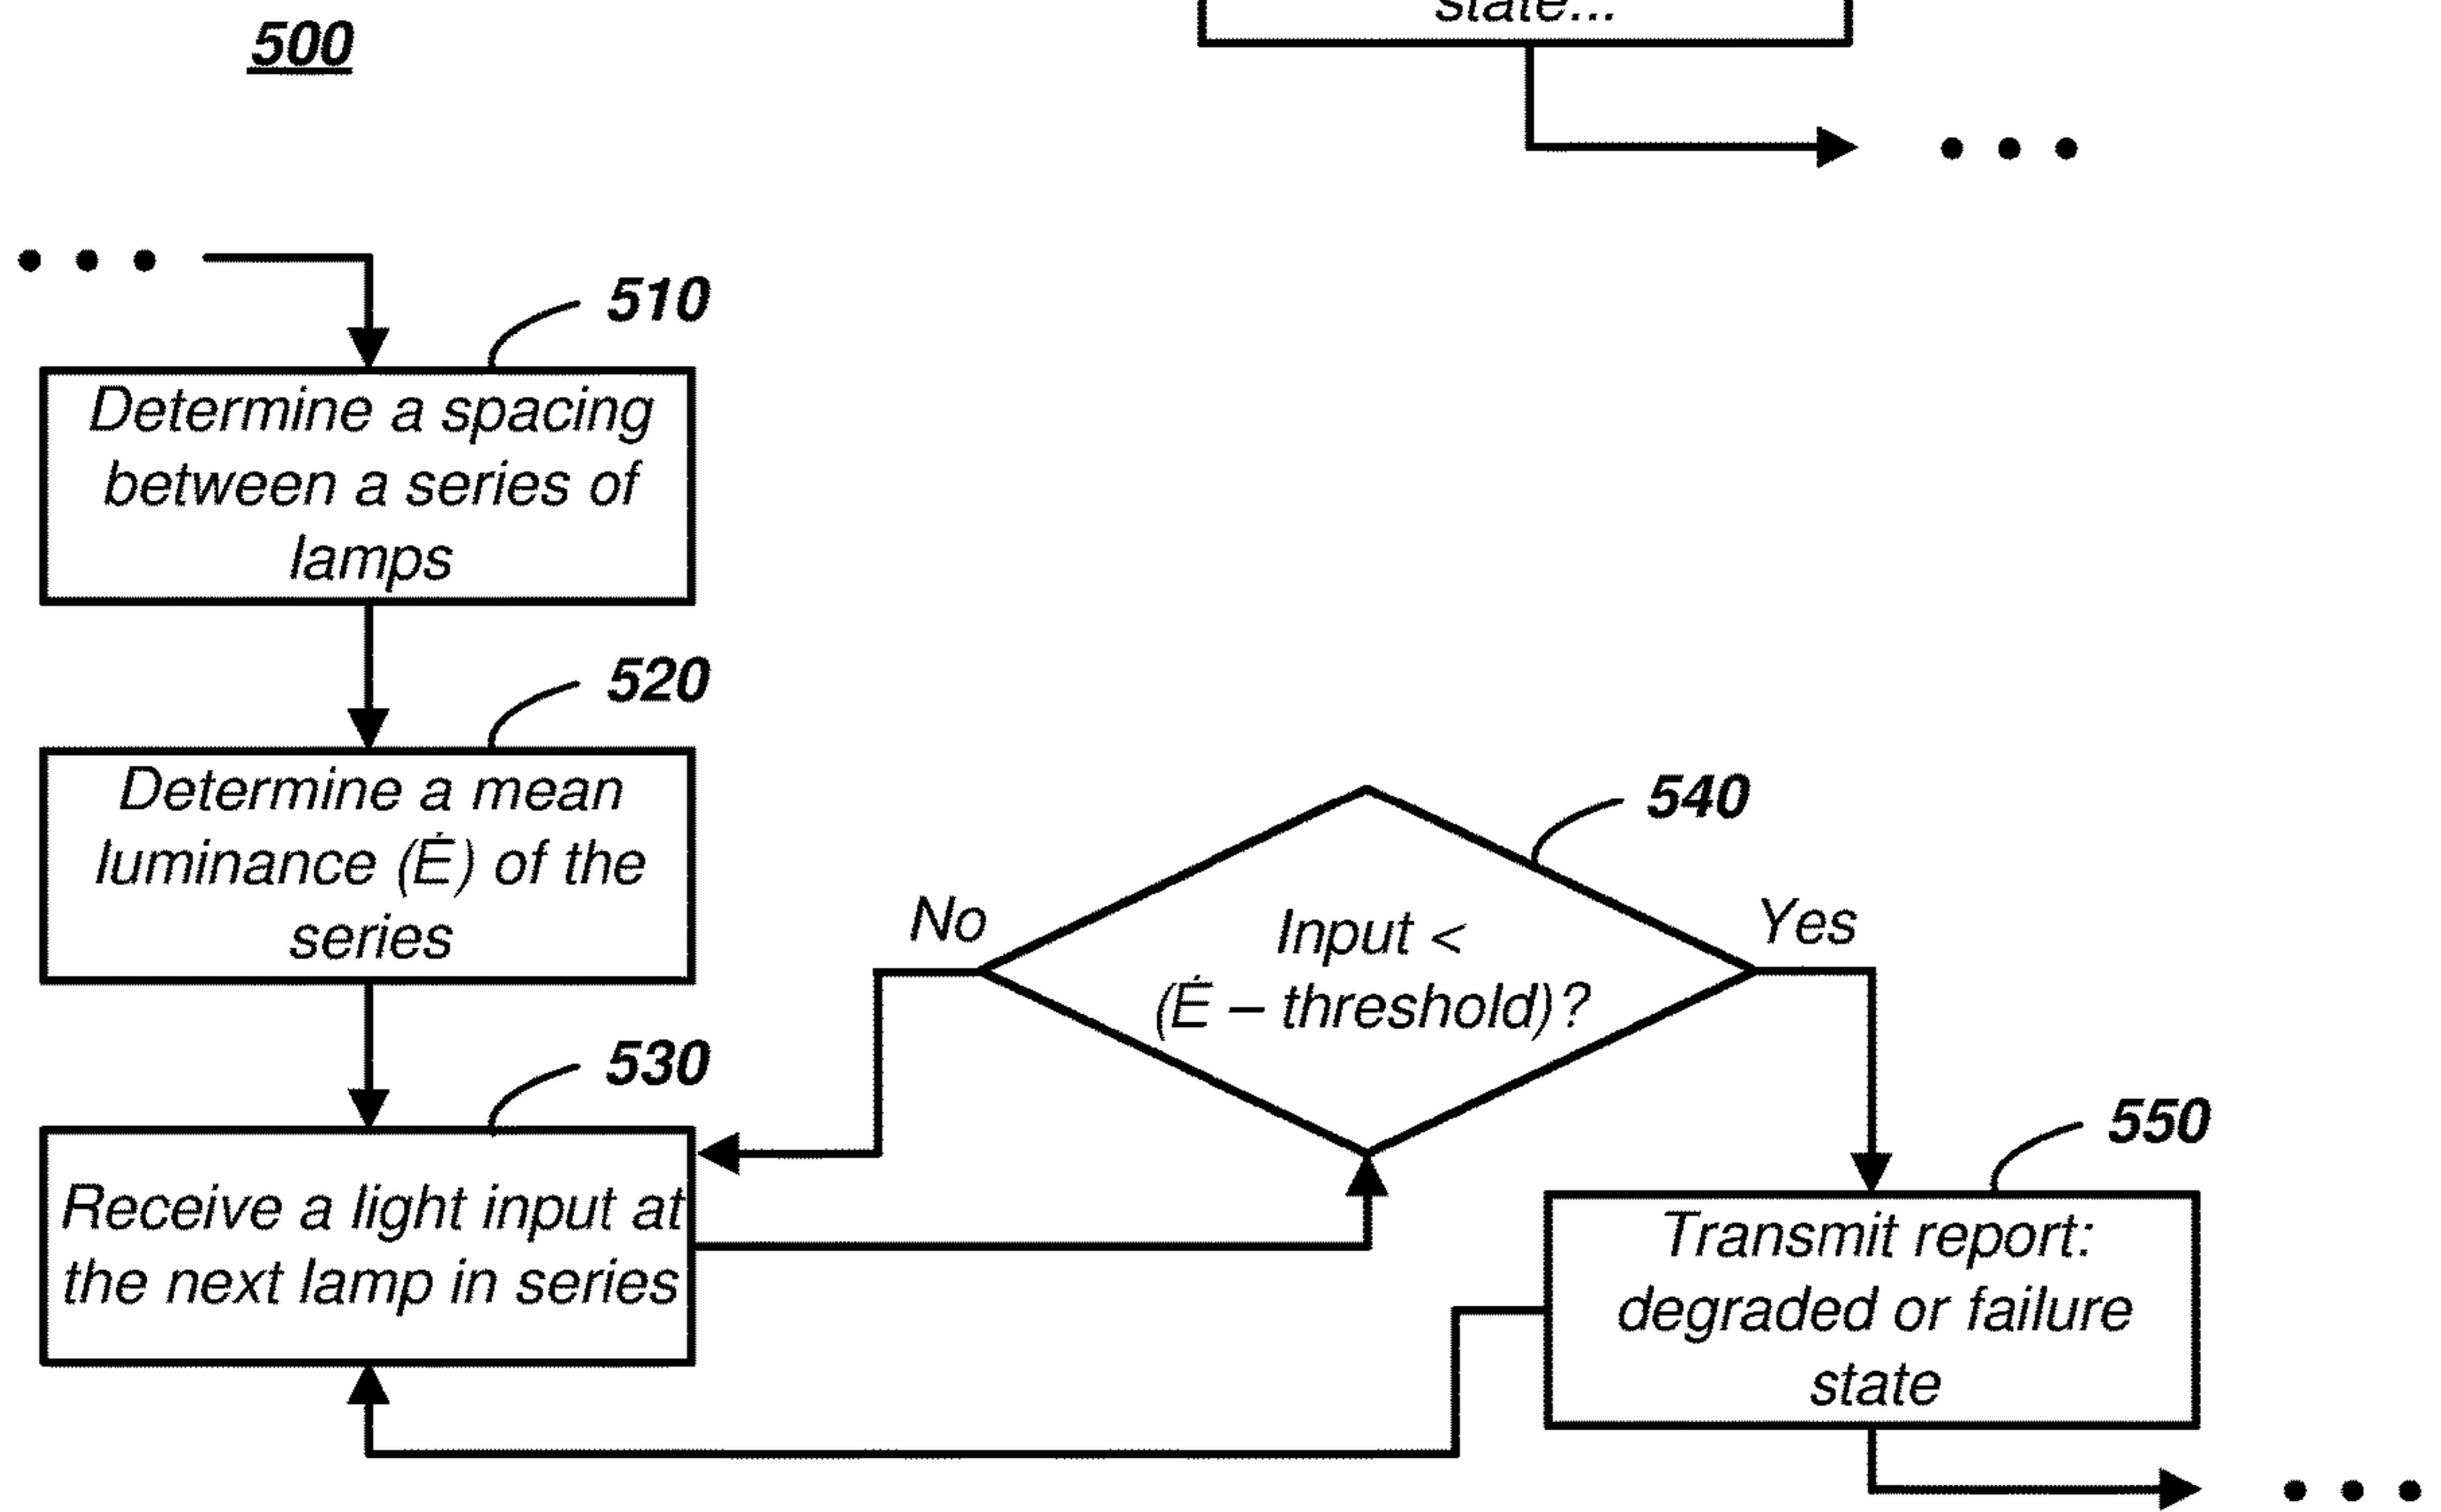 state...
500
510
Determine a spacing
between a series of
lamps
520
Determine a mean
luminance (Ė) of the
series
530
Receive a light input at
the next lamp in series
540
Input <
(Ė – threshold)?
No
Yes
550
Transmit report:
degraded or failure
state